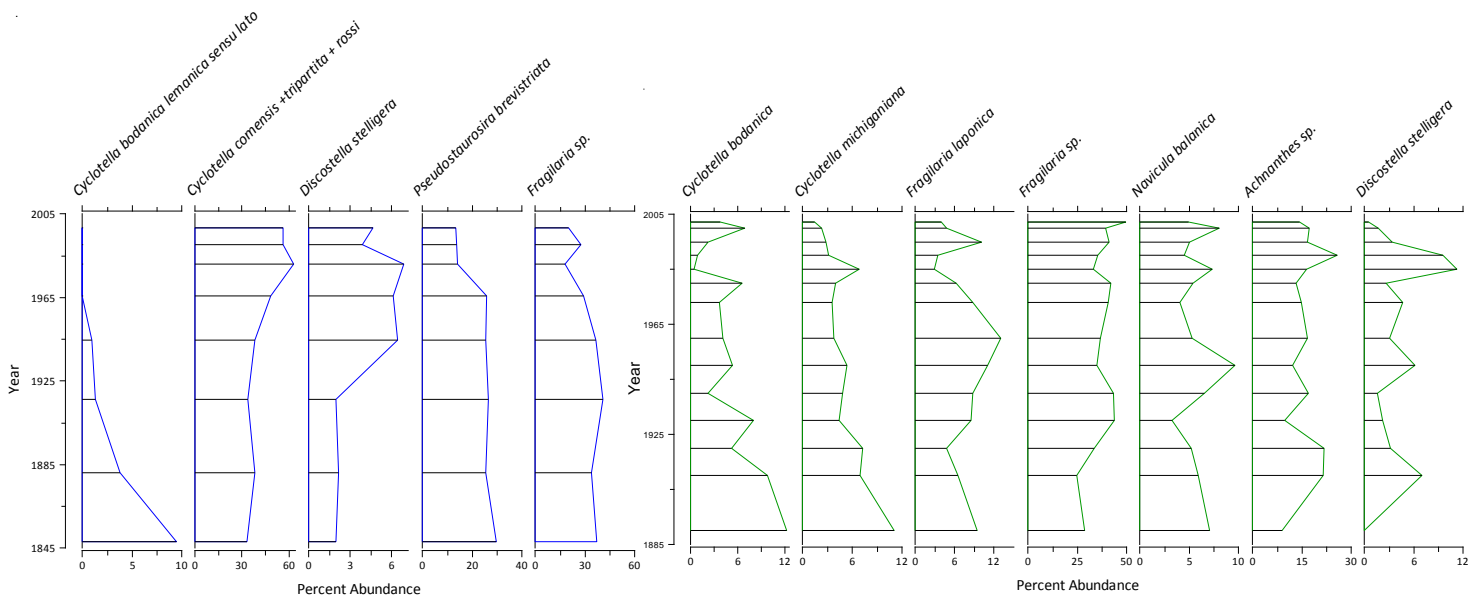 Cyclotella bodanica lemanica sensu lato
Cyclotella comensis +tripartita + rossi
Discostella stelligera
Pseudostaurosira brevistriata
Fragilaria sp.
Year
2005
1965
1925
1885
1845
0 5 10
0 30 60
0 3 6
0 20 40
0 20 40 60
Percent Abundance
Cyclotella bodanica
Cyclotella michiganiana
Fragilaria laponica
Fragilaria sp.
Navicula balanica
Achnanthes sp.
Discostella stelligera
Year
2005
1965
1925
1885
0 6 12
0 6 12
0 6 12
0 25 50
0 5 10
0 15 30
0 6 12
Percent Abundance